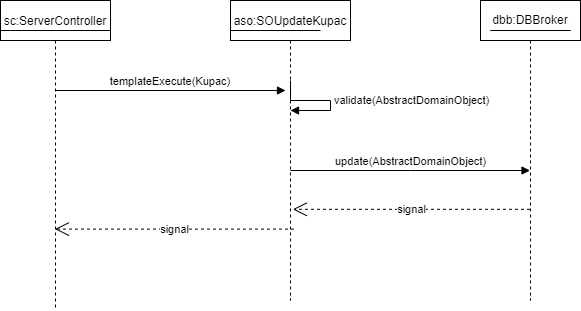 sc:ServerController
aso:SOUpdateKupac
dbb:DBBroker
templateExecute(Kupac)
validate(AbstractDomainObject)
update(AbstractDomainObject)
signal
signal